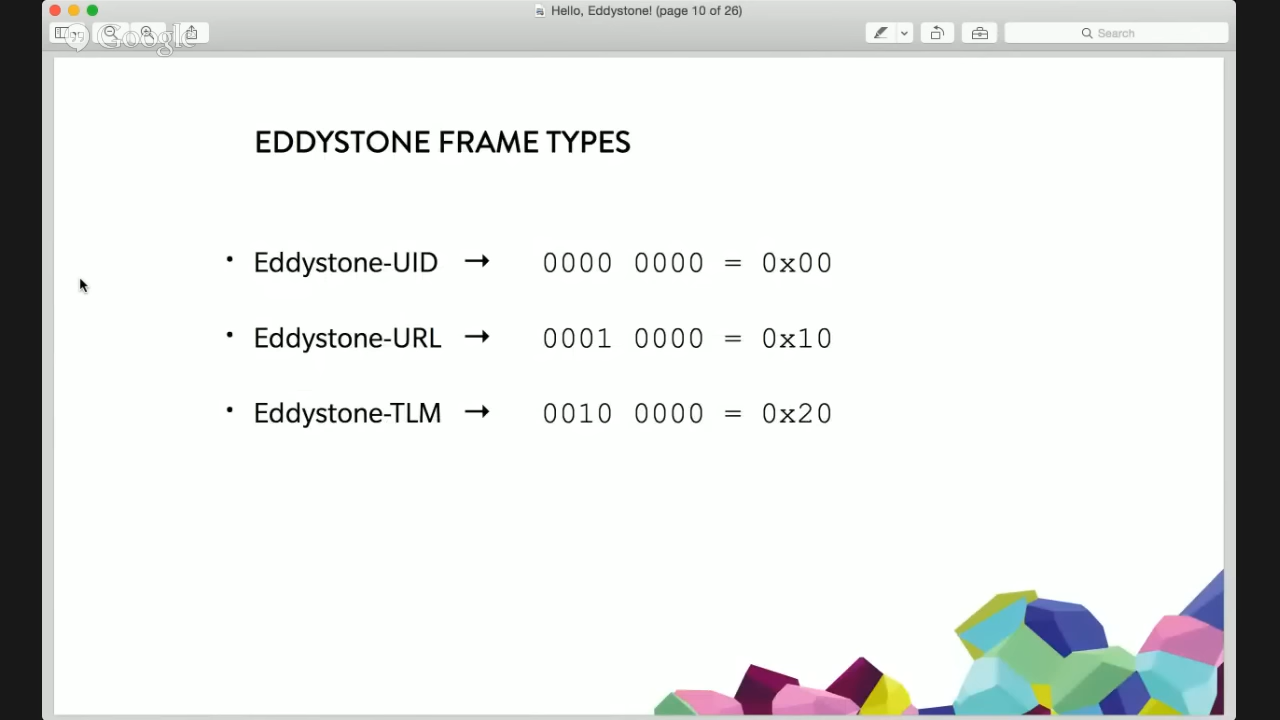 Hello, Eddystone! (page 10 of 26)
Google
Search
EDDYSTONE FRAME TYPES
• Eddystone-UID → 0000 0000 = 0x00
• Eddystone-URL → 0001 0000 = 0x10
• Eddystone-TLM → 0010 0000 = 0x20